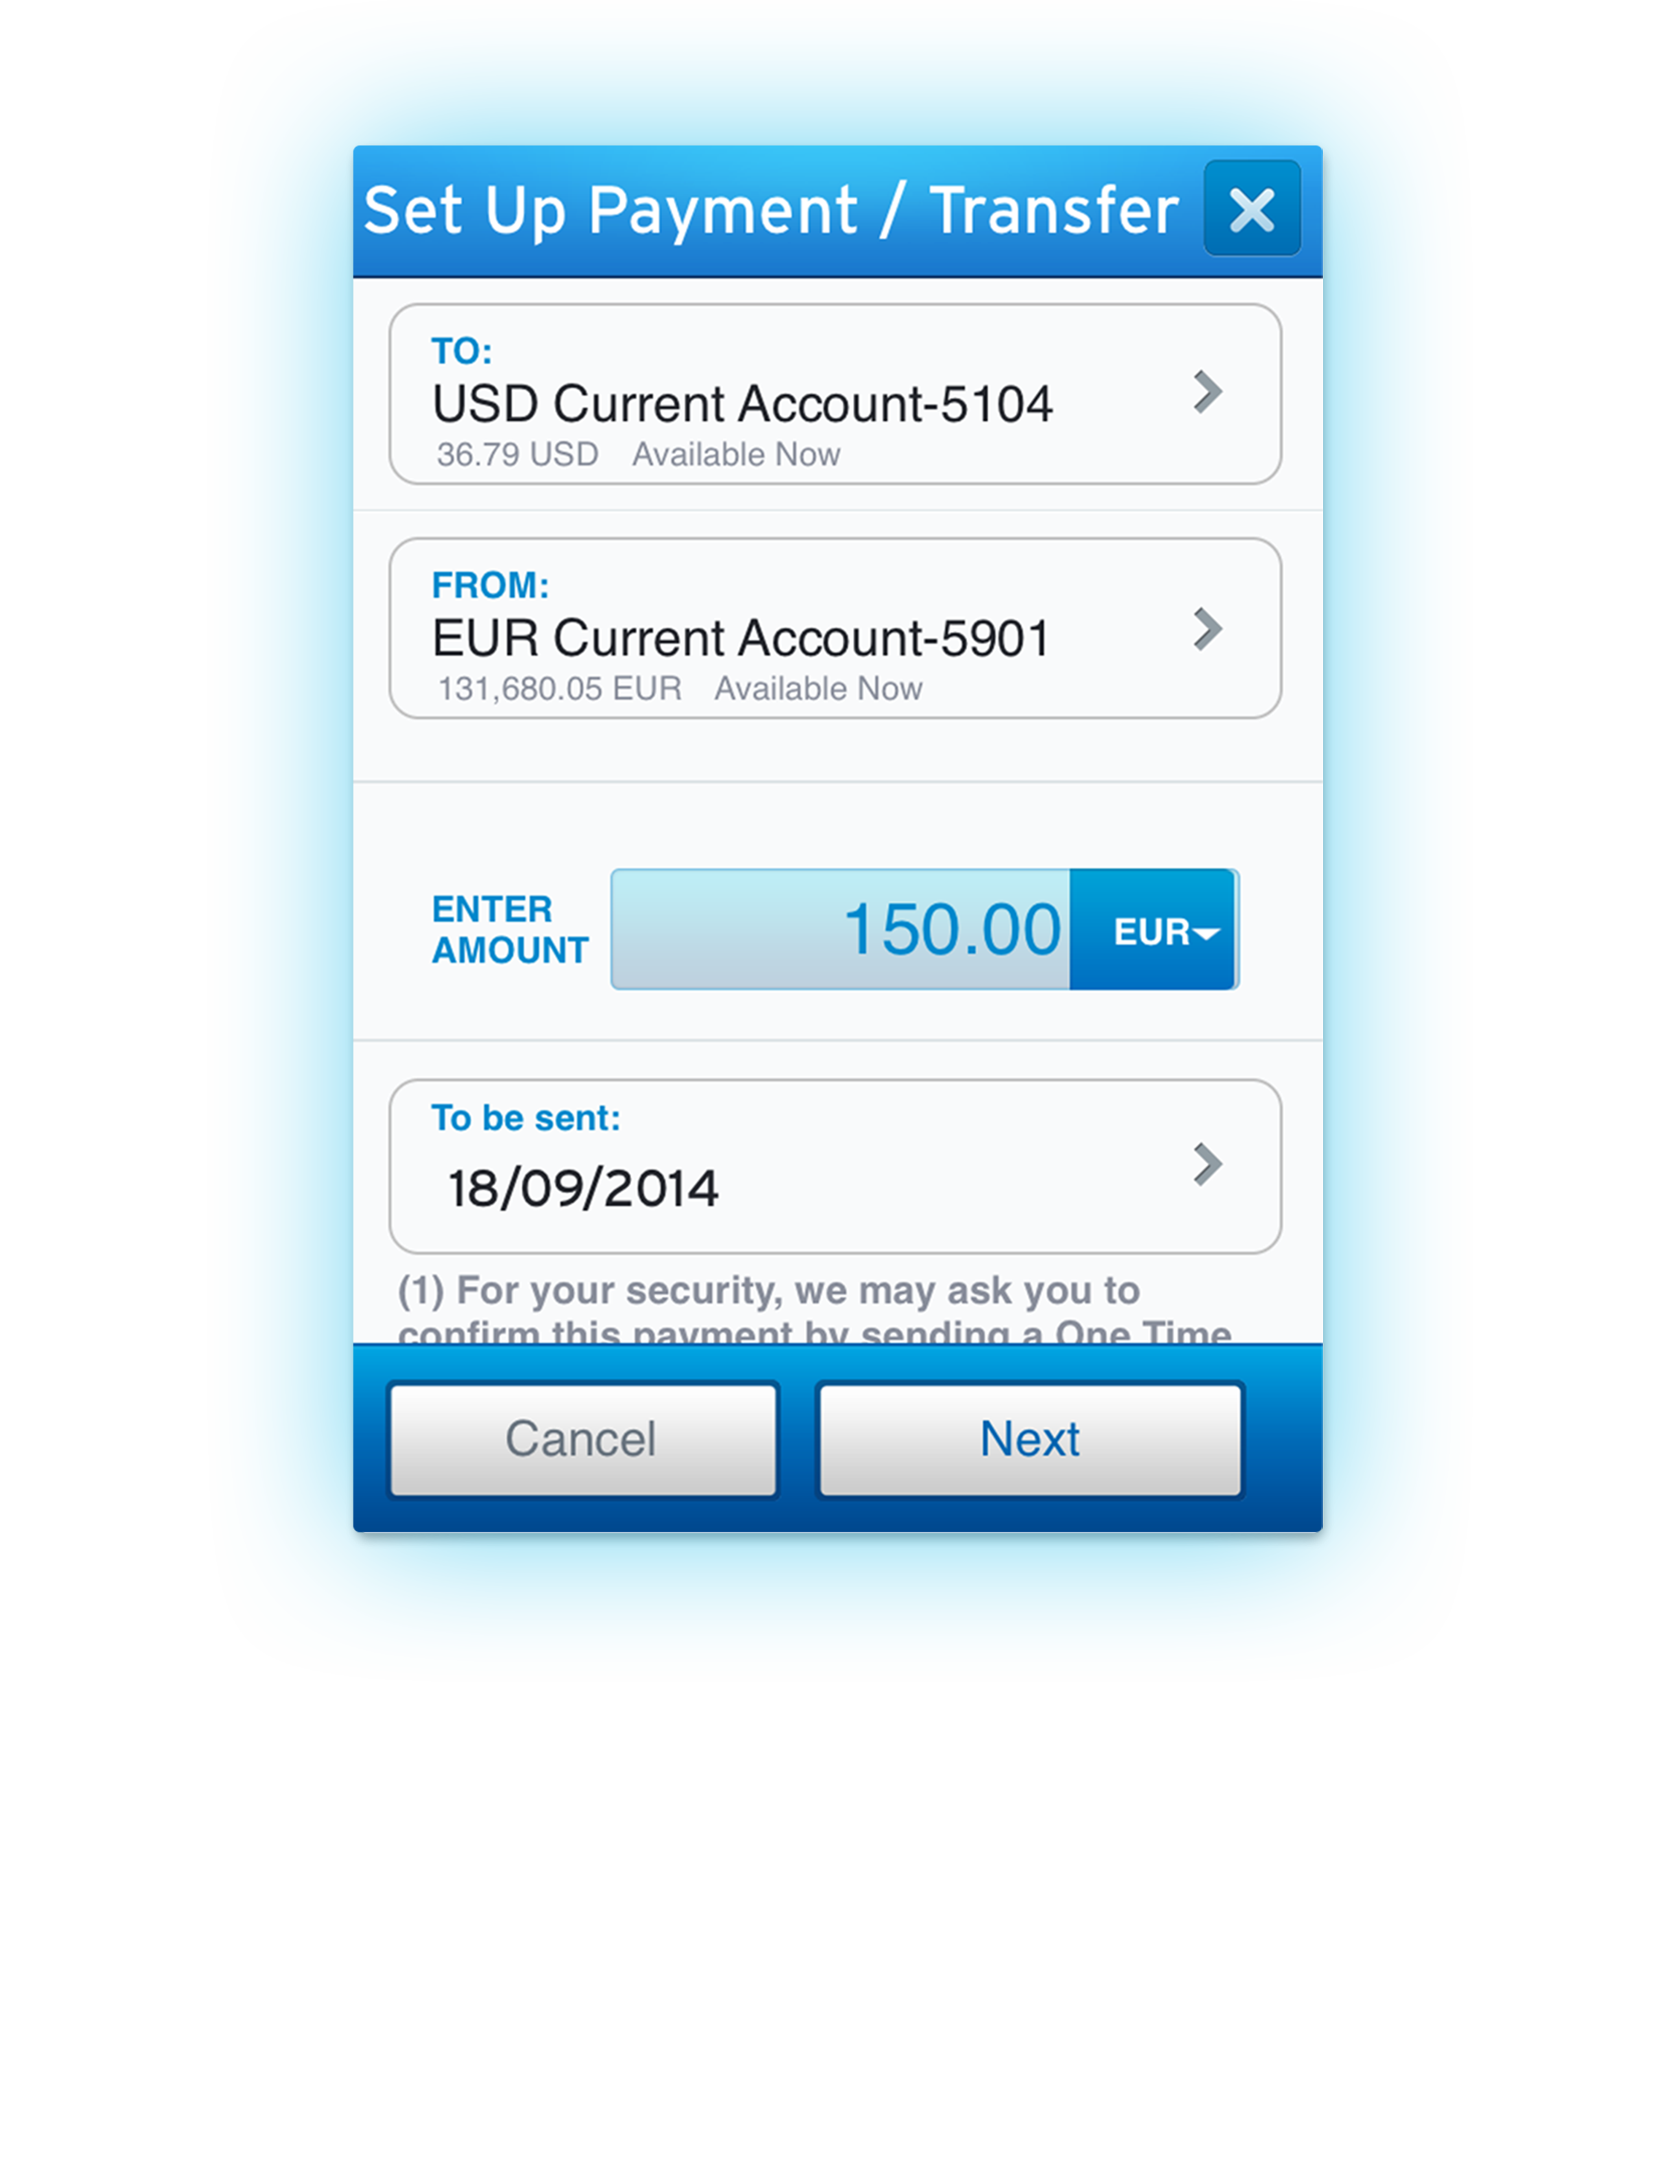 Set Up Payment / Transfer
TO:
USD Current Account-5104
36.79 USD Available Now
FROM:
EUR Current Account-5901
131,680.05 EUR Available Now
ENTER
AMOUNT
150.00
EUR
To be sent:
18/09/2014
(1) For your security, we may ask you to
confirm this payment by sending a One Time
Cancel
Next